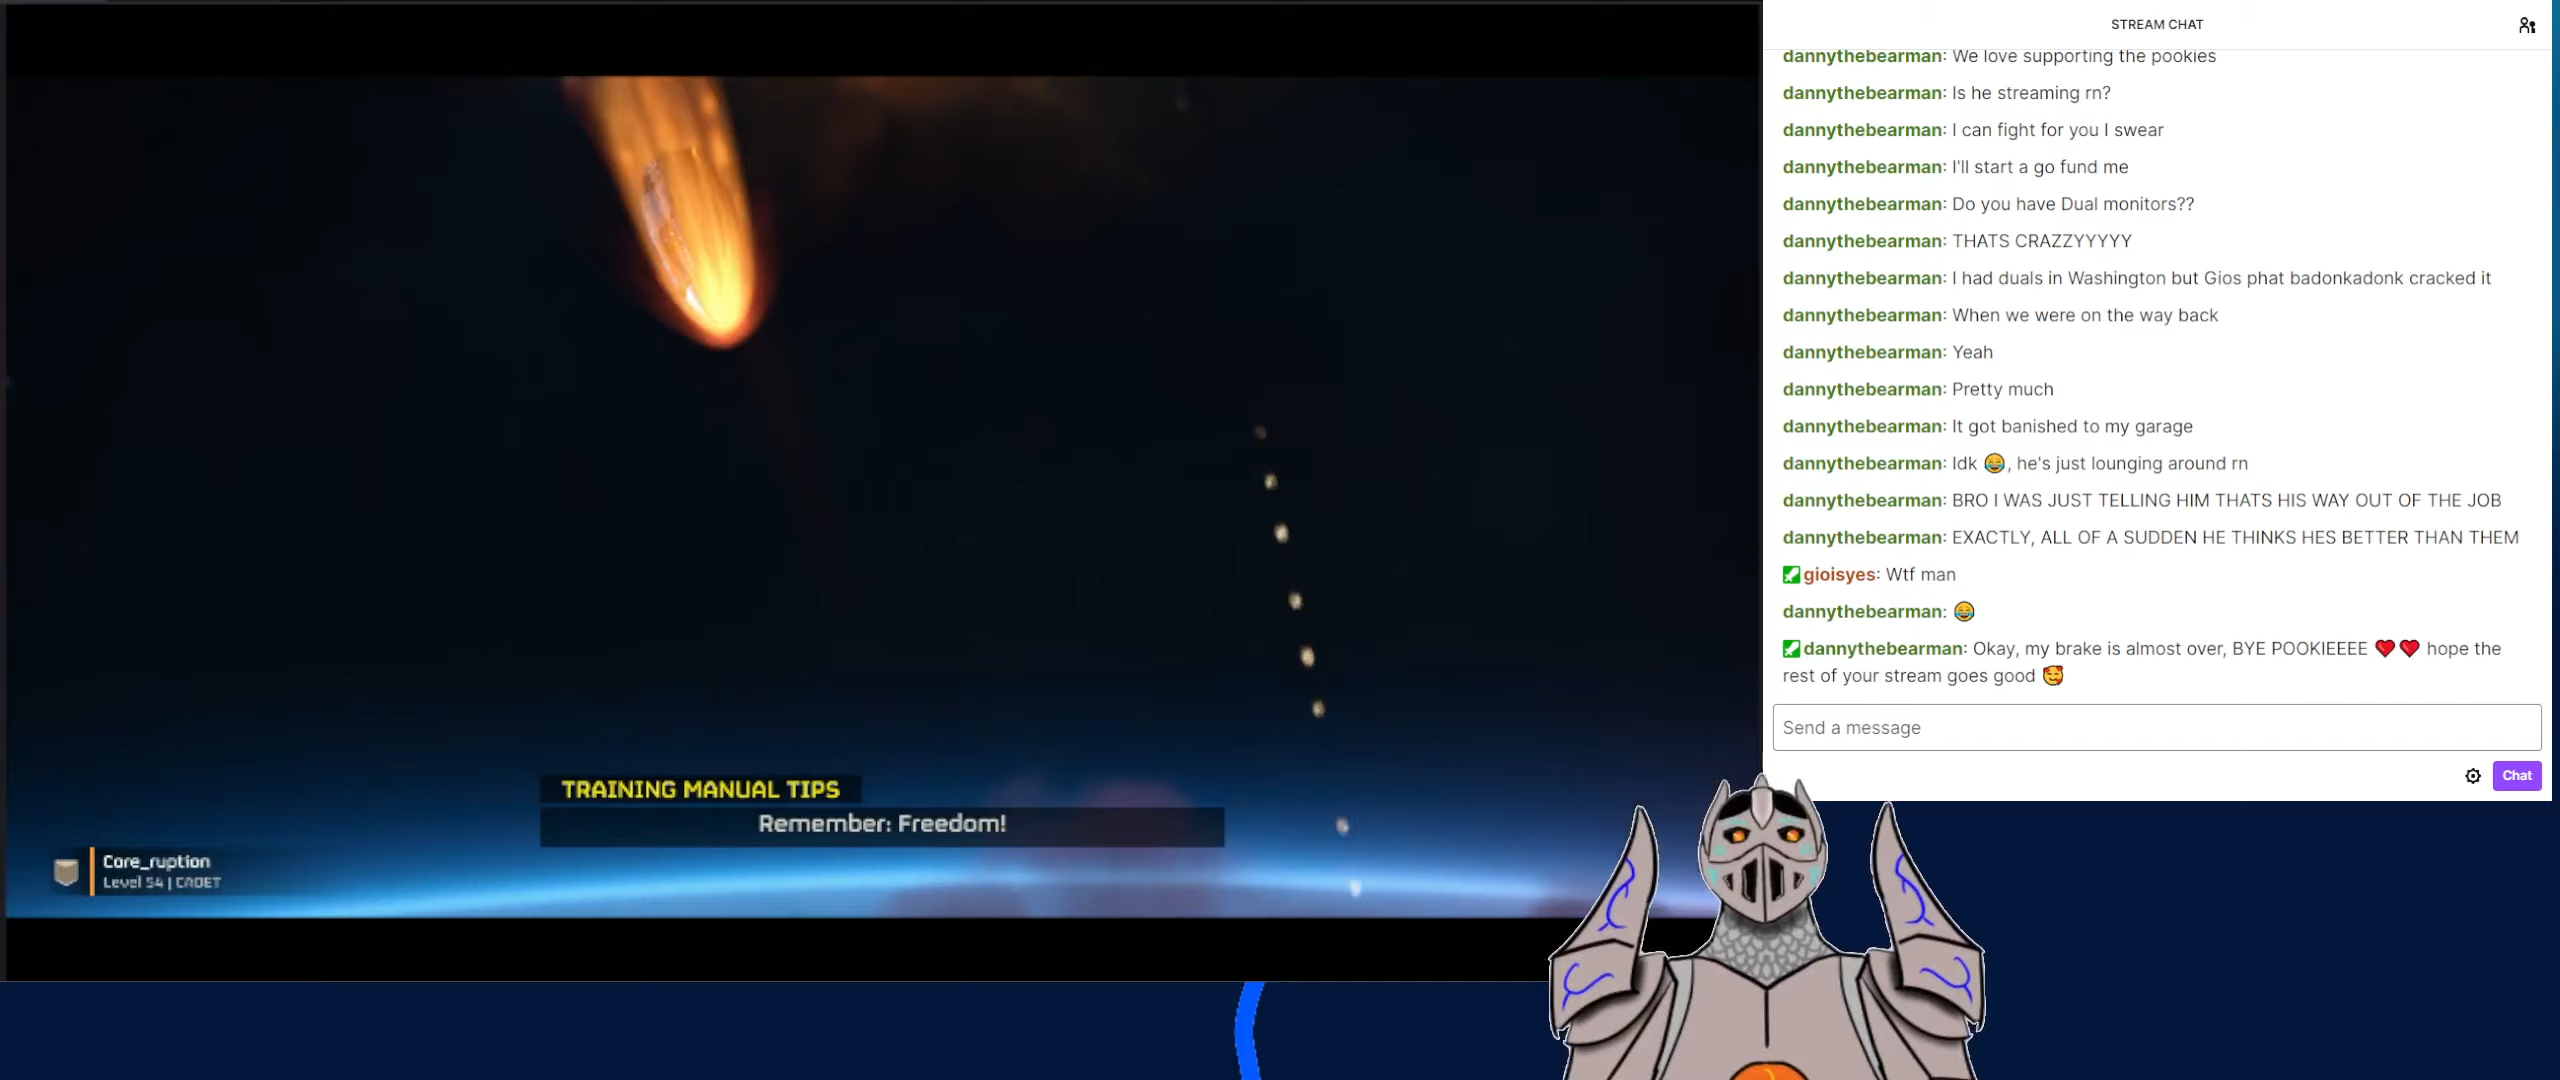 STREAM CHAT
dannythebearman: We love supporting the pookies
dannythebearman: Is he streaming rn?
dannythebearman: I can fight for you I swear
dannythebearman: I'll start a go fund me
dannythebearman: Do you have Dual monitors??
dannythebearman: THATS CRAZZYYYYY
dannythebearman: I had duals in Washington but Gios phat badonkadonk cracked it
dannythebearman: When we were on the way back
dannythebearman: Yeah
dannythebearman: Pretty much
dannythebearman: It got banished to my garage
dannythebearman: Idk 😂, he's just lounging around rn
dannythebearman: BRO I WAS JUST TELLING HIM THATS HIS WAY OUT OF THE JOB
dannythebearman: EXACTLY, ALL OF A SUDDEN HE THINKS HES BETTER THAN THEM
gioisyes: Wtf man
dannythebearman: 😂
dannythebearman: Okay, my brake is almost over, BYE POOKIEEEE ❤️❤️ hope the
rest of your stream goes good 🥰
Send a message
Chat
TRAINING MANUAL TIPS
Remember: Freedom!
Core_ruption
Level 54 | CADET